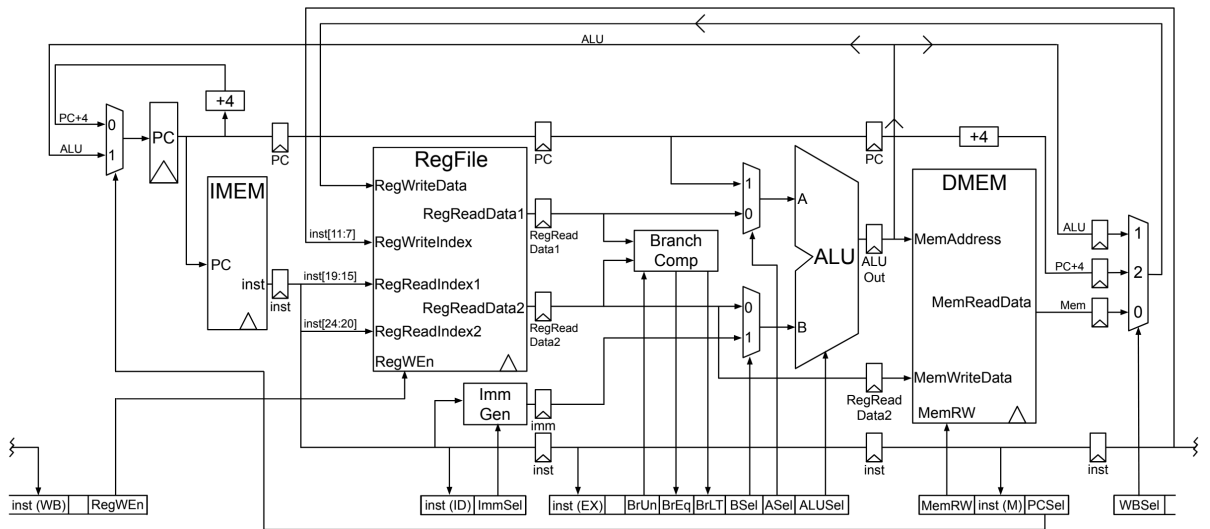 ALU
+4
PC+4
0
ALU
1
PC
PC
PC
PC
+4
IMEM
PC
inst
inst
RegFile
RegWriteData
RegReadData1
inst[11:7]
RegWriteIndex
inst[19:15]
RegReadIndex1
RegReadData2
inst[24:20]
RegReadIndex2
RegWEn
RegRead
Data1
RegRead
Data2
Branch
Comp
1
0
0
1
A
B
ALU
ALU
Out
DMEM
MemAddress
MemReadData
MemWriteData
MemRW
RegRead
Data2
ALU
PC+4
Mem
1
2
0
Imm
Gen
imm
inst
inst
inst
inst (WB)
RegWEn
inst (ID)
ImmSel
inst (EX)
BrUn
BrEq
BrLT
BSel
ASel
ALUSel
MemRW
inst (M)
PCSel
WBSel